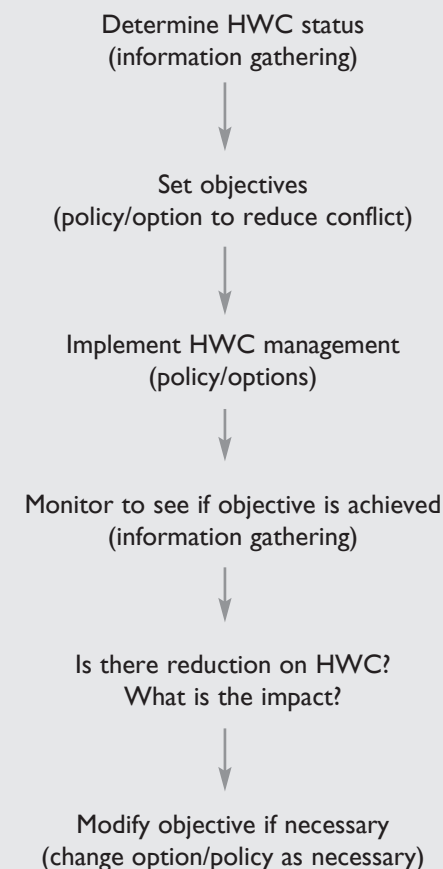 Determine HWC status
(information gathering)
Set objectives
(policy/option to reduce conflict)
Implement HWC management
(policy/options)
Monitor to see if objective is achieved
(information gathering)
Is there reduction on HWC?
What is the impact?
Modify objective if necessary
(change option/policy as necessary)